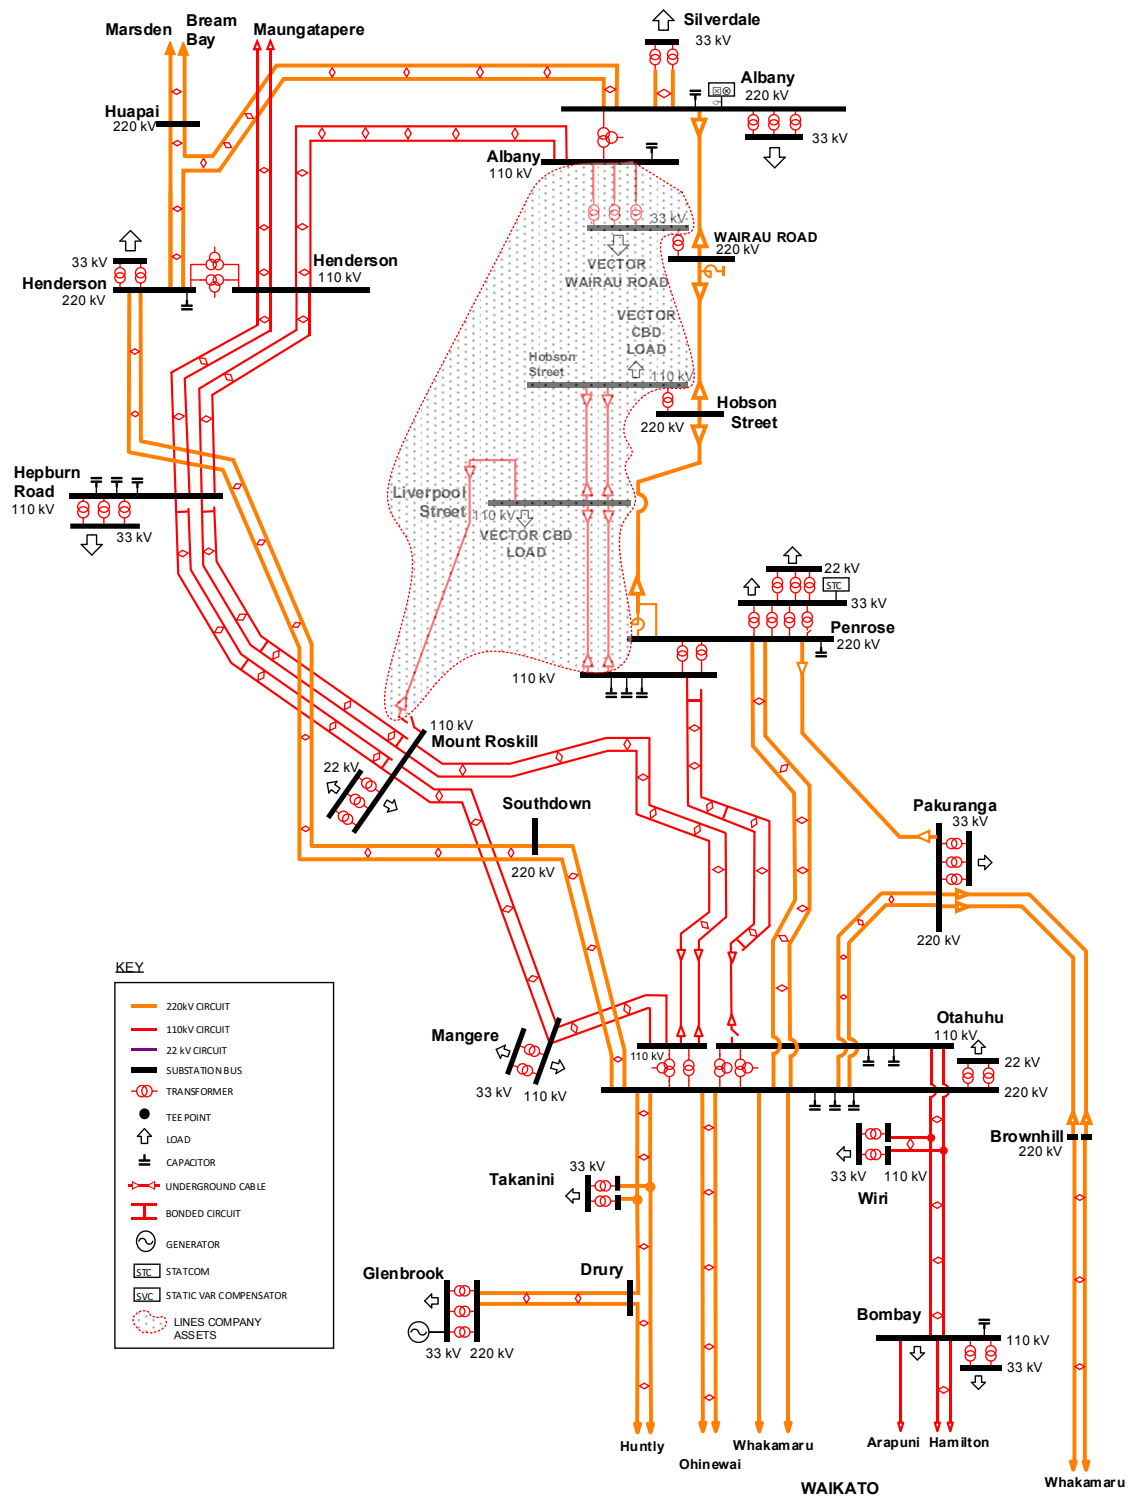 Marsden
Bream
Bay
Maungatapere
Silverdale
33 kV
Albany
220 kV
33 kV
Huapai
220 kV
Albany
110 kV
33 kV
VECTOR
WAIRAU ROAD
WAIRAU ROAD
220 kV
33 kV
Henderson
220 kV
Henderson
110 kV
VECTOR
CBD
LOAD
Hobson
Street
110 kV
Hobson
Street
220 kV
Hepburn
Road
110 kV
33 kV
Liverpool
Street
110 kV
VECTOR CBD
LOAD
22 kV
STC
33 kV
Penrose
220 kV
110 kV
110 kV
Mount Roskill
22 kV
Southdown
220 kV
Pakuranga
33 kV
220 kV
KEY
220kV CIRCUIT
110kV CIRCUIT
22 kV CIRCUIT
SUBSTATION BUS
TRANSFORMER
TEE POINT
LOAD
CAPACITOR
UNDERGROUND CABLE
BONDED CIRCUIT
GENERATOR
STC STATCOM
SVC STATIC VAR COMPENSATOR
LINES COMPANY
ASSETS
Mangere
33 kV
110 kV
110 kV
Otahuhu
110 kV
22 kV
220 kV
Brownhill
220 kV
33 kV
110 kV
Wiri
Takanini
33 kV
Drury
Glenbrook
33 kV
220 kV
Bombay
110 kV
33 kV
Huntly
Ohinewai
Whakamaru
Arapuni
Hamilton
Whakamaru
WAIKATO